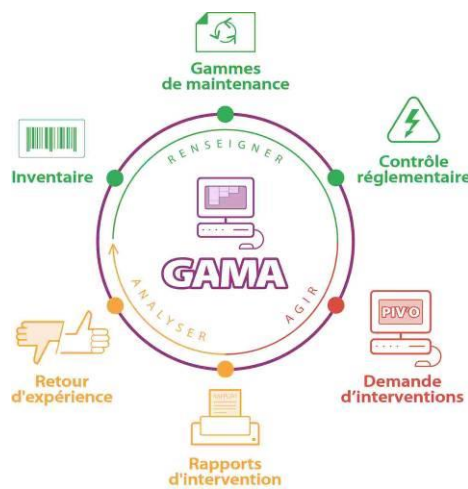 Gammes
de maintenance
Inventaire
RENSEIGNER
Contrôle
réglementaire
GAMA
ANALYSER
AGIR
PIVO
Retour
d'expérience
Demande
d'interventions
Rapports
d'intervention